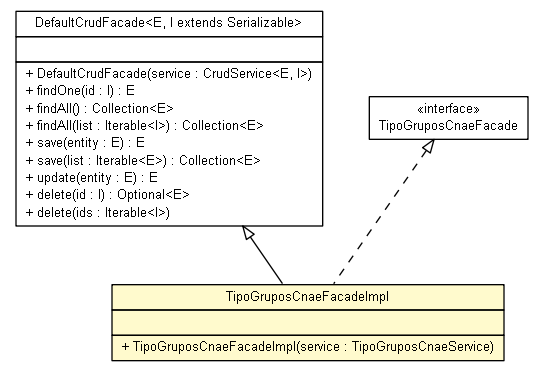 DefaultCrudFacade<E, I extends Serializable>
+ DefaultCrudFacade(service : CrudService<E, I>)
+ findOne(id : I) : E
+ findAll() : Collection<E>
+ findAll(list : Iterable<I>) : Collection<E>
+ save(entity : E) : E
+ save(list : Iterable<E>) : Collection<E>
+ update(entity : E) : E
+ delete(id : I) : Optional<E>
+ delete(ids : Iterable<I>)
«interface»
TipoGruposCnaeFacade
TipoGruposCnaeFacadeImpl
+ TipoGruposCnaeFacadeImpl(service : TipoGruposCnaeService)